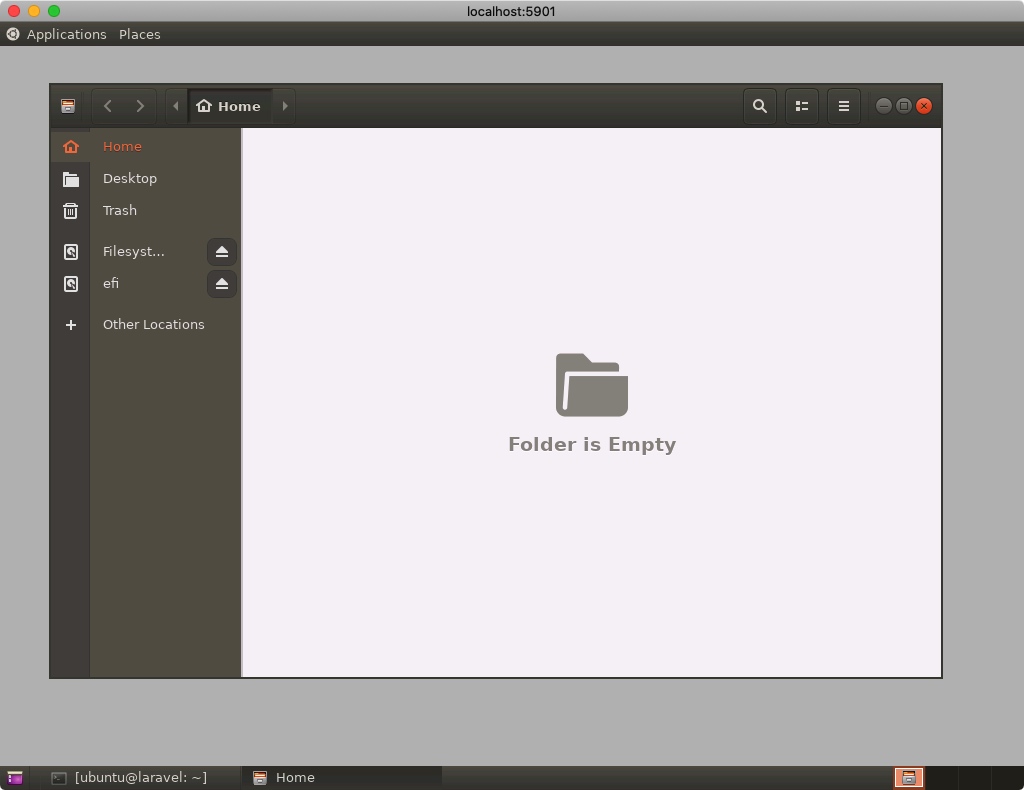 localhost:5901
Applications Places
Home
Home
Desktop
Trash
Filesyst...
efi
Other Locations
Folder is Empty
[ubuntu@laravel: ~] Home